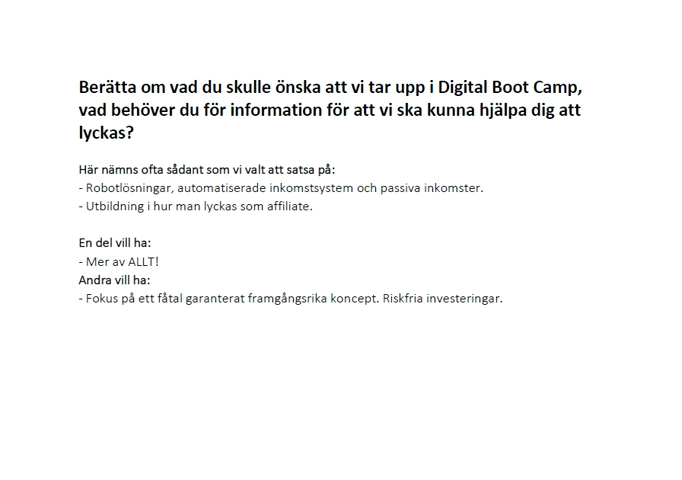 Berätta om vad du skulle önska att vi tar upp i Digital Boot Camp,
vad behöver du för information för att vi ska kunna hjälpa dig att
lyckas?
Här nämns ofta sådant som vi valt att satsa på:
- Robotlösningar, automatiserade inkomstsystem och passiva inkomster.
- Utbildning i hur man lyckas som affiliate.
En del vill ha:
- Mer av ALLT!
Andra vill ha:
- Fokus på ett fåtal garanterat framgångsrika koncept. Riskfria investeringar.